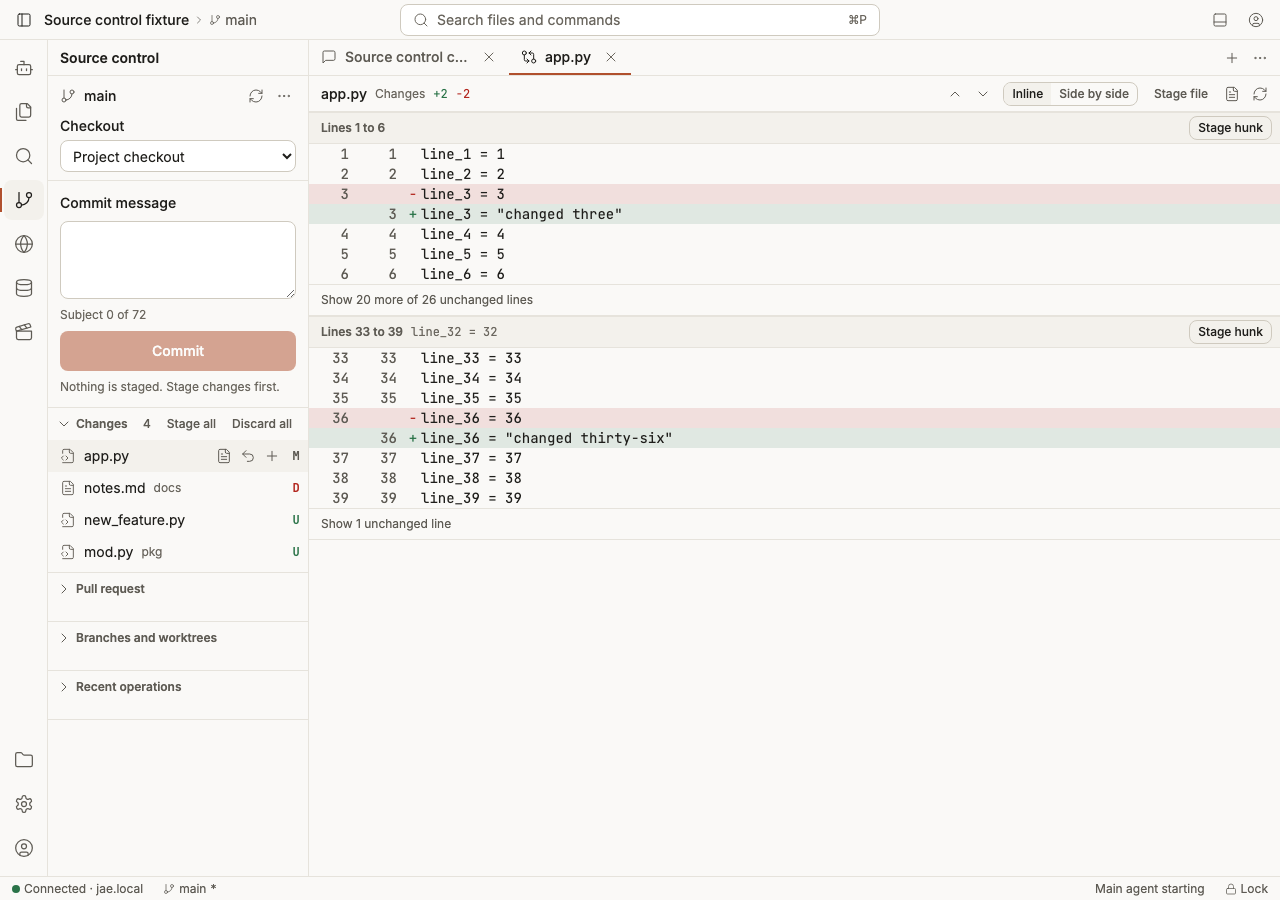 Source control fixture › main
Search files and commands ⌘P
Source control
main
Checkout
Project checkout
Commit message
Subject 0 of 72
Commit
Nothing is staged. Stage changes first.
Changes 4 Stage all Discard all
app.py M
notes.md docs D
new_feature.py U
mod.py pkg U
Pull request
Branches and worktrees
Recent operations
Source control c...
app.py
app.py Changes +2 -2
Inline Side by side Stage file
Lines 1 to 6 Stage hunk
1 1 line_1 = 1
2 2 line_2 = 2
3 - line_3 = 3
3 + line_3 = "changed three"
4 4 line_4 = 4
5 5 line_5 = 5
6 6 line_6 = 6
Show 20 more of 26 unchanged lines
Lines 33 to 39 line_32 = 32 Stage hunk
33 33 line_33 = 33
34 34 line_34 = 34
35 35 line_35 = 35
36 - line_36 = 36
36 + line_36 = "changed thirty-six"
37 37 line_37 = 37
38 38 line_38 = 38
39 39 line_39 = 39
Show 1 unchanged line
Connected · jae.local main *
Main agent starting Lock